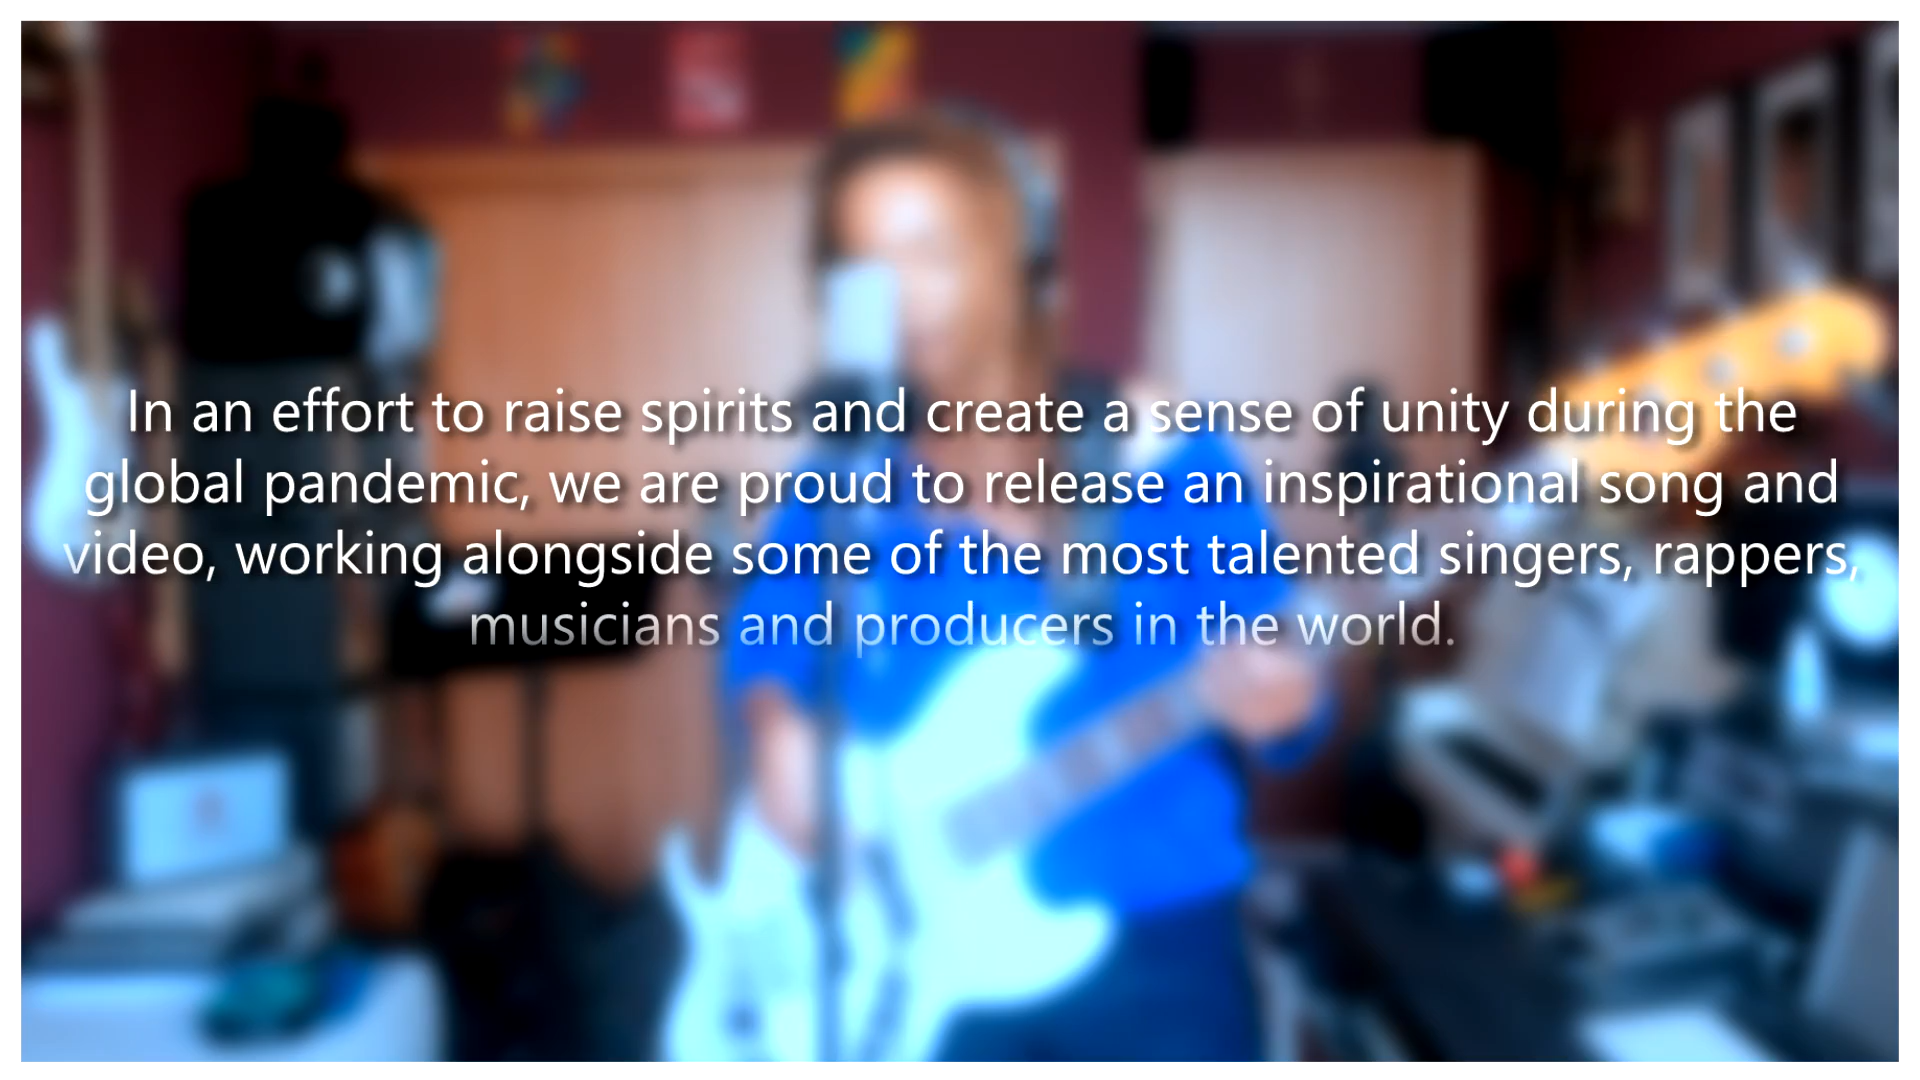 In an effort to raise spirits and create a sense of unity during the
global pandemic, we are proud to release an inspirational song and
video, working alongside some of the most talented singers, rappers,
musicians and producers in the world.